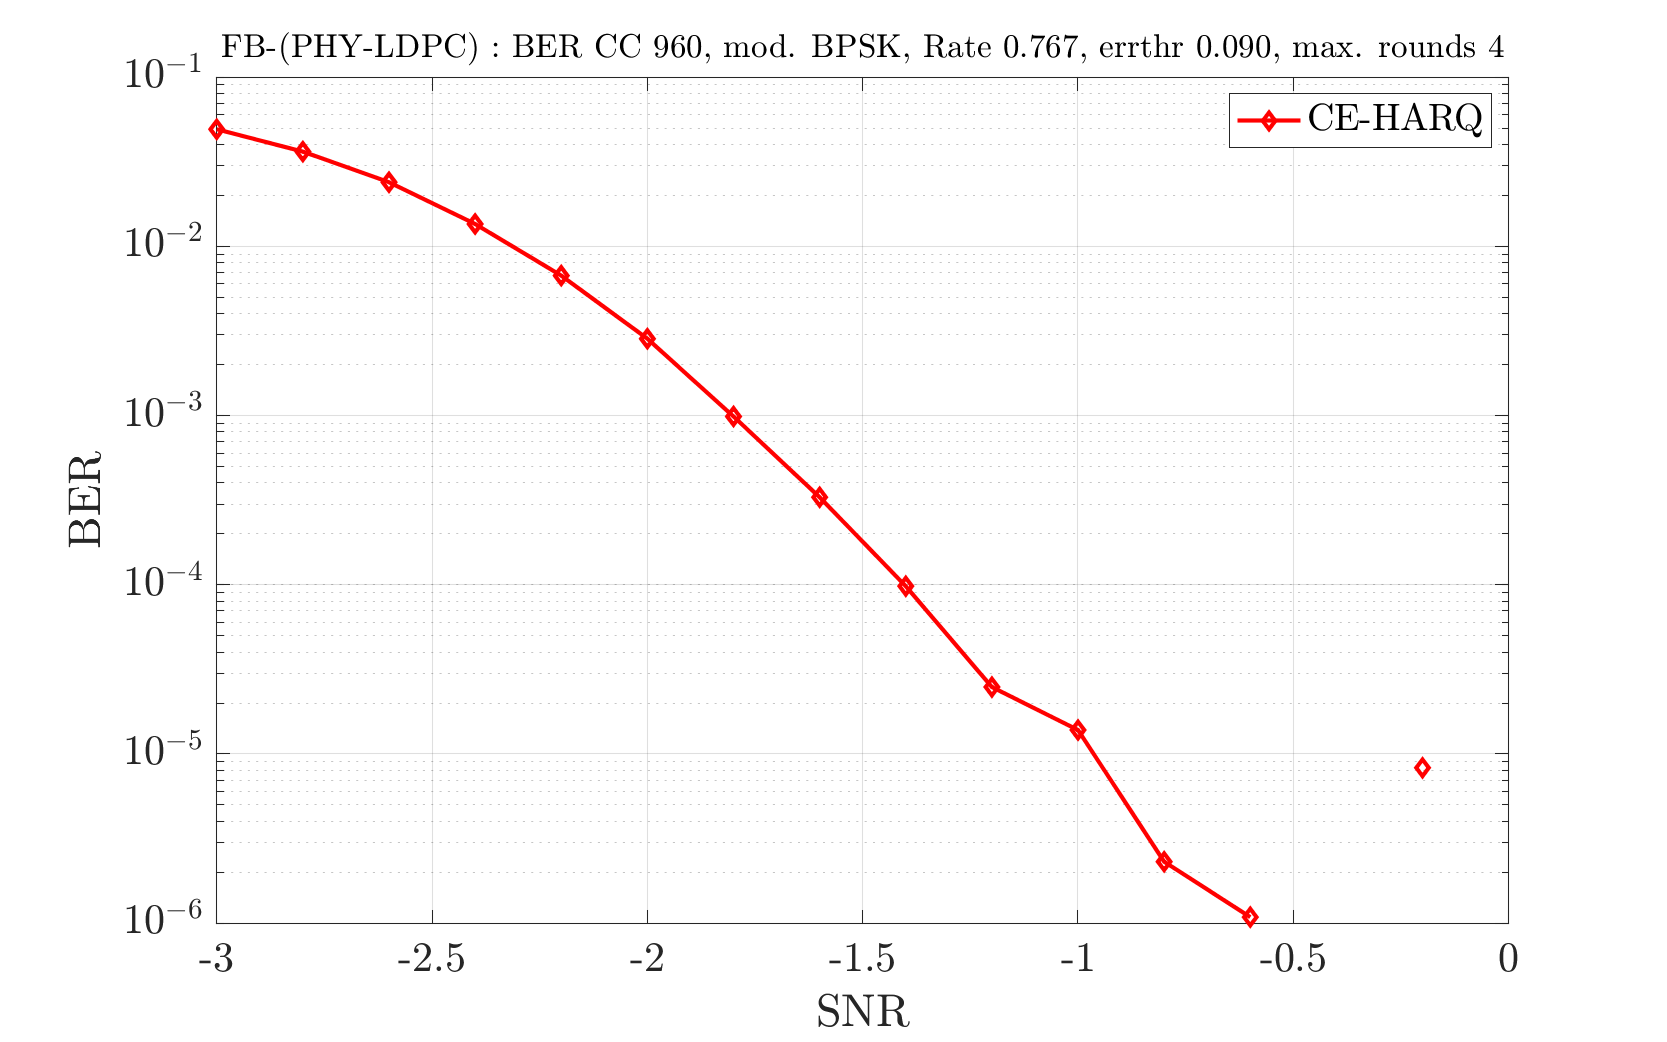 FB-(PHY-LDPC) : BER CC 960, mod. BPSK, Rate 0.767, errthr 0.090, max. rounds 4
CE-HARQ
BER
10^{-1}
10^{-2}
10^{-3}
10^{-4}
10^{-5}
10^{-6}
-3 -2.5 -2 -1.5 -1 -0.5 0
SNR